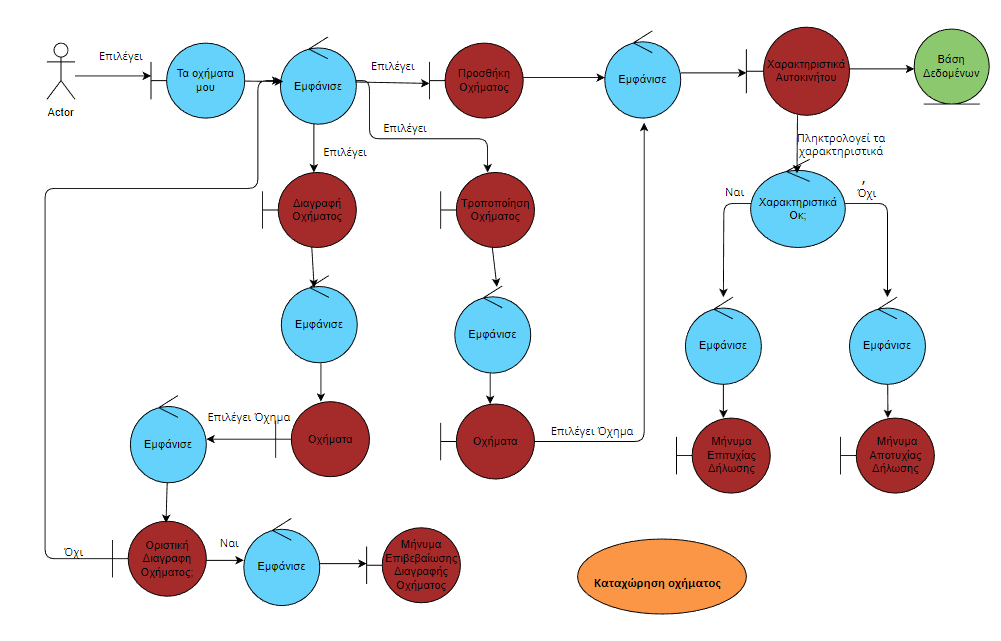 Επιλέγει
Actor
Τα οχήματα
μου
Εμφάνισε
Επιλέγει
Προσθήκη
Οχήματος
Εμφάνισε
Χαρακτηριστικά
Αυτοκινήτου
Βάση
Δεδομένων
Επιλέγει
Επιλέγει
Πληκτρολογεί τα
χαρακτηριστικά
Διαγραφή
Οχήματος
Τροποποίηση
Οχήματος
Ναι
Χαρακτηριστικά
Οκ;
Όχι
Εμφάνισε
Εμφάνισε
Εμφάνισε
Εμφάνισε
Επιλέγει Όχημα
Εμφάνισε
Οχήματα
Οχήματα
Επιλέγει Όχημα
Μήνυμα
Επιτυχίας
Δήλωσης
Μήνυμα
Αποτυχίας
Δήλωσης
Όχι
Οριστική
Διαγραφη
Οχήματος;
Ναι
Εμφάνισε
Μήνυμα
Επιβεβαίωσης
Διαγραφής
Οχήματος
Καταχώρηση οχήματος